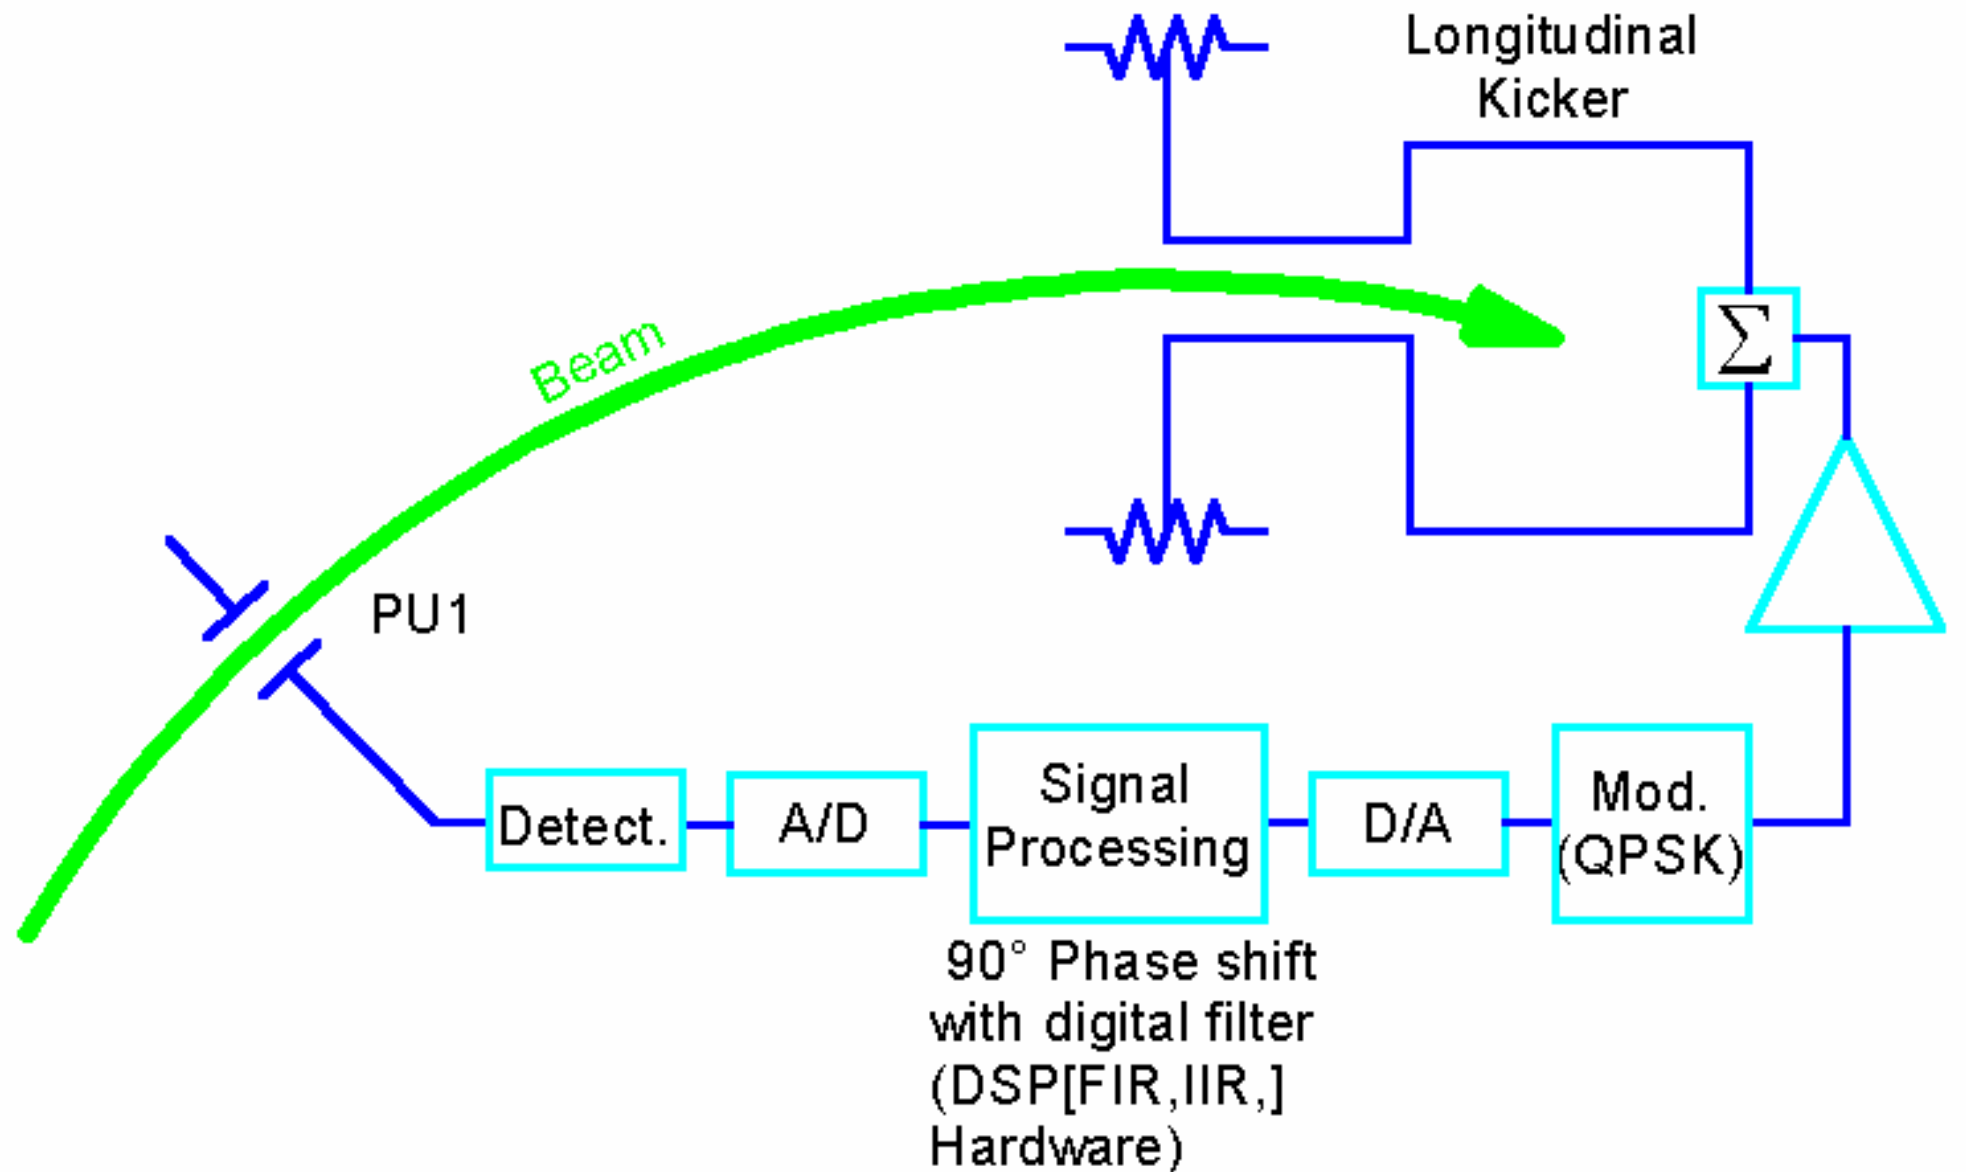 Longitudinal
Kicker
Beam
Σ
PU1
Detect.
A/D
Signal
Processing
D/A
Mod.
(QPSK)
90° Phase shift
with digital filter
(DSP[FIR,IIR,]
Hardware)